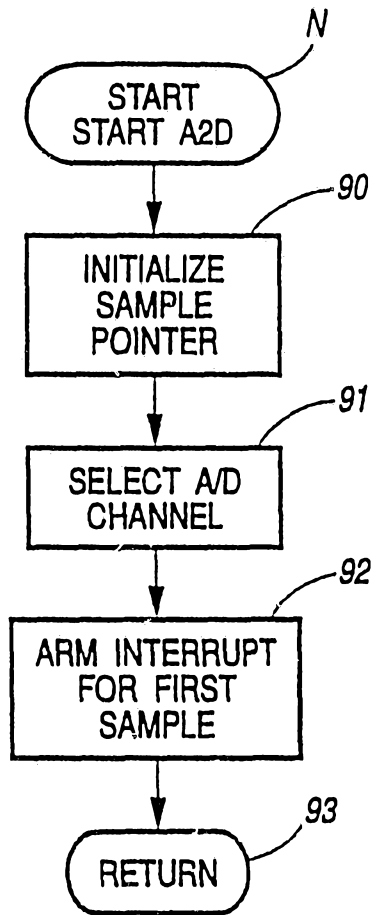 N
START
START A2D
90
INITIALIZE
SAMPLE
POINTER
91
SELECT A/D
CHANNEL
92
ARM INTERRUPT
FOR FIRST
SAMPLE
93
RETURN